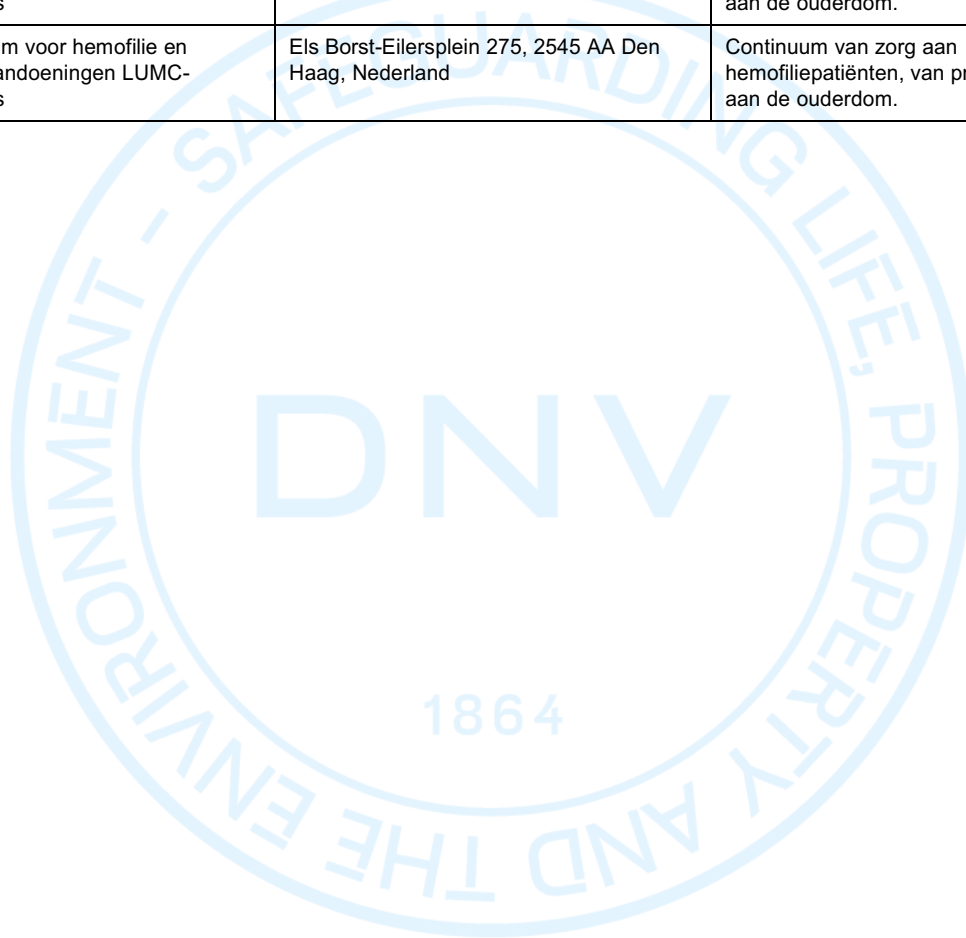 s
aan de ouderdom.
m voor hemofilie en
Els Borst-Eilersplein 275, 2545 AA Den
Continuum van zorg aan
andoeningen LUMC-
Haag, Nederland
hemofiliepatiënten, van pr
s
aan de ouderdom.
SAFEGUARDING LIFE, PROPERTY AND THE ENVIRONMENT -
DNV
1864